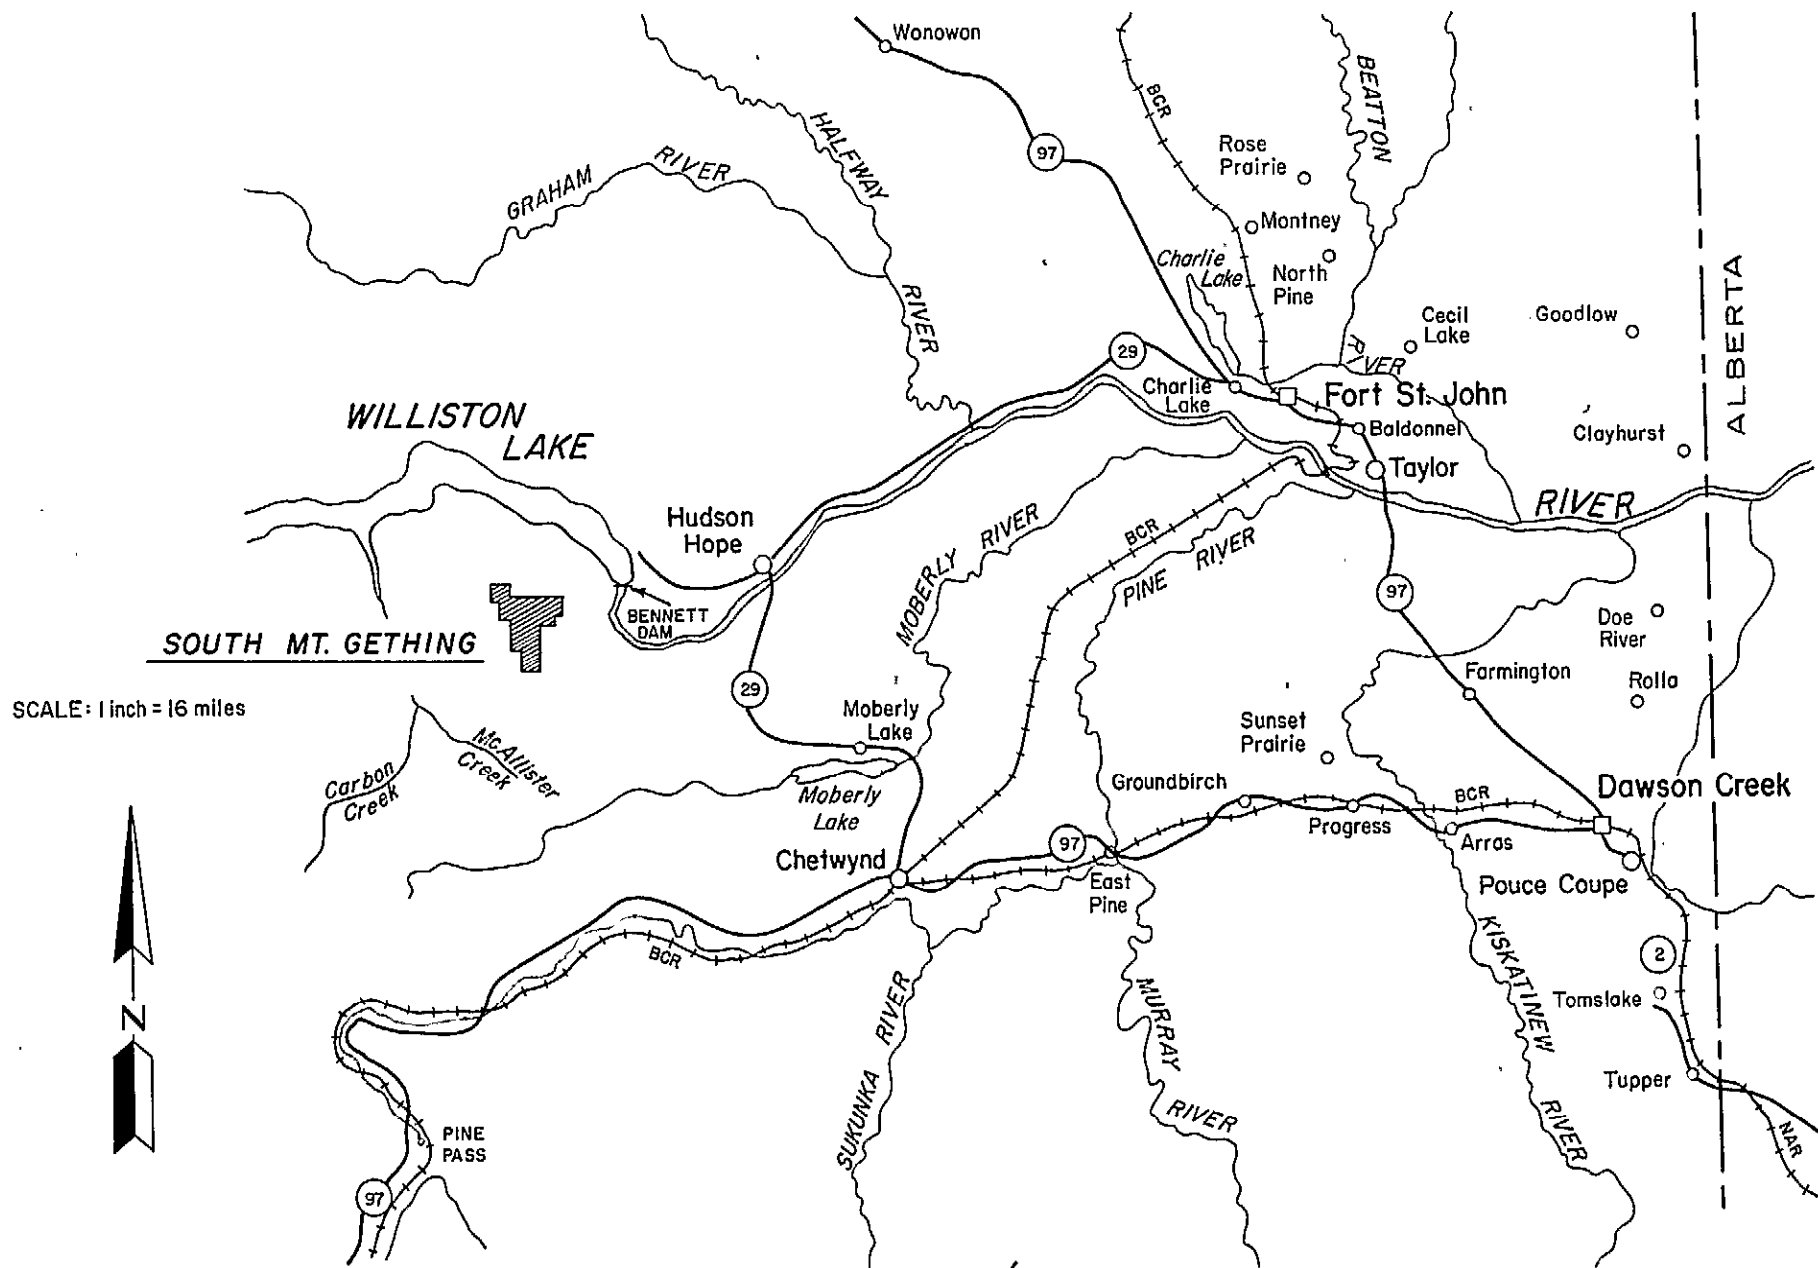 Wonowon
BCR
BEATTON
97
Rose
Prairie
HALFWAY
RIVER
GRAHAM
Montney
Charlie
Lake
North
Pine
RIVER
ALBERTA
Cecil
Lake
Goodlow
RIVER
29
Charlie
Lake
Fort St. John
WILLISTON
LAKE
Baldonnel
Clayhurst
Taylor
RIVER
Hudson
Hope
MOBERLY RIVER
BCR
PINE RIVER
97
BENNETT
DAM
Doe
River
SOUTH MT. GETHING
Farmington
Rolla
29
SCALE: 1 inch = 16 miles
Moberly
Lake
Sunset
Prairie
McAllister
Creek
Carbon
Creek
Moberly
Lake
Groundbirch
BCR
Dawson Creek
Progress
Arras
97
Chetwynd
East
Pine
Pouce Coupe
BCR
KISKATINEW
RIVER
2
Tomslake
MURRAY
RIVER
SUKUNKA RIVER
N
Tupper
PINE
PASS
NAR
97